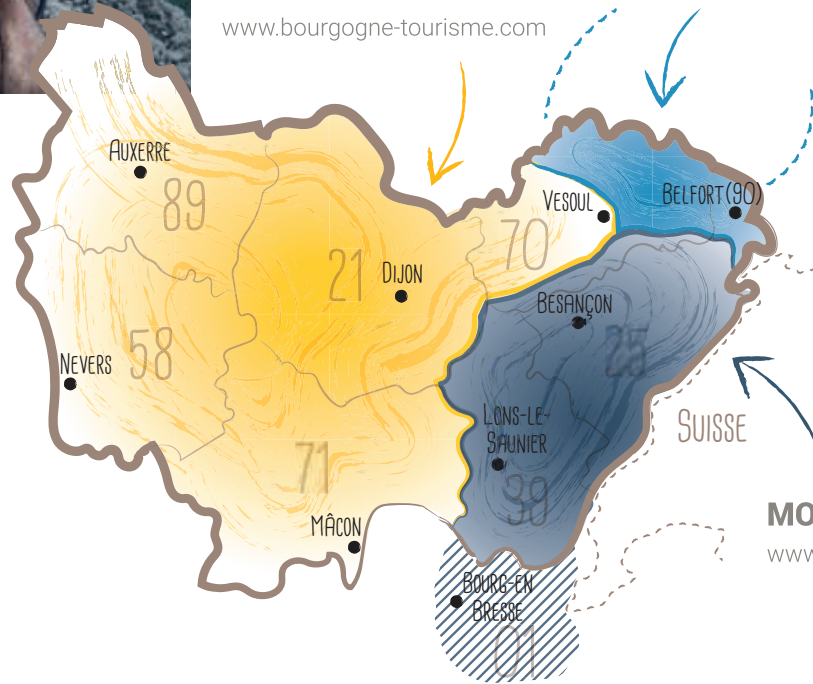 www.bourgogne-tourisme.com
AUXERRE
89
VESOUL
BELFORT(90)
70
21
DIJON
BESANÇON
25
58
NEVERS
LONS-LE-
SAUNIER
SUISSE
71
39
MÂCON
MO
www
BOURG-EN
BRESSE
01